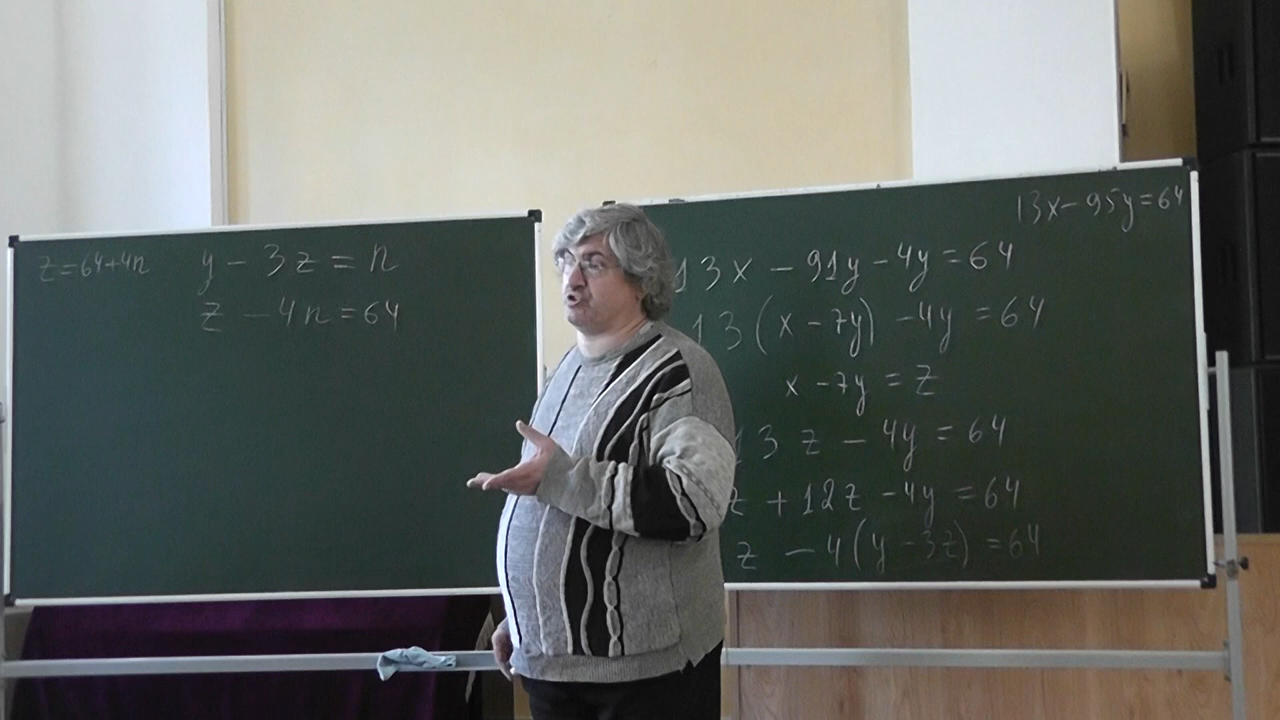 z=64+4n
y - 3z = n
z - 4n = 64
13x - 95y = 64
13x - 91y - 4y = 64
13(x - 7y) - 4y = 64
x - 7y = z
13z - 4y = 64
z + 12z - 4y = 64
z - 4(y - 3z) = 64